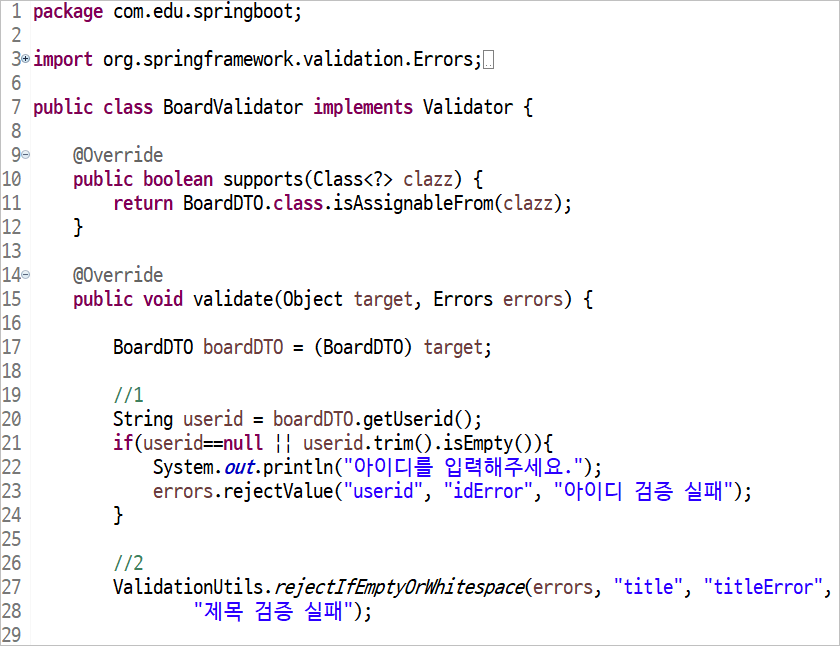 1 package com.edu.springboot;
2
3 import org.springframework.validation.Errors;
6
7 public class BoardValidator implements Validator {
8
9     @Override
10     public boolean supports(Class<?> clazz) {
11         return BoardDTO.class.isAssignableFrom(clazz);
12     }
13
14     @Override
15     public void validate(Object target, Errors errors) {
16
17         BoardDTO boardDTO = (BoardDTO) target;
18
19         //1
20         String userid = boardDTO.getUserid();
21         if(userid==null || userid.trim().isEmpty()){
22             System.out.println("아이디를 입력해주세요.");
23             errors.rejectValue("userid", "idError", "아이디 검증 실패");
24         }
25
26         //2
27         ValidationUtils.rejectIfEmptyOrWhitespace(errors, "title", "titleError",
28                 "제목 검증 실패");
29